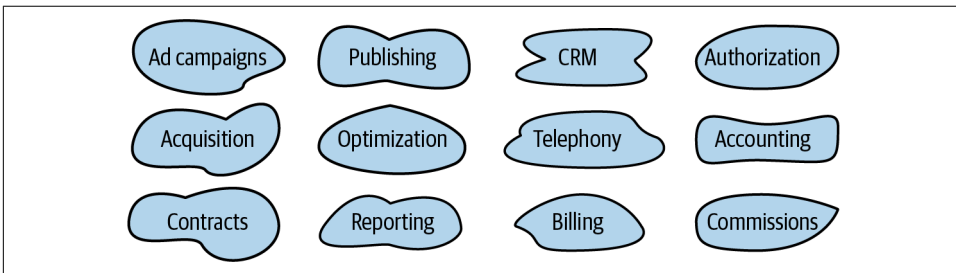 Ad campaigns
Publishing
CRM
Authorization
Acquisition
Optimization
Telephony
Accounting
Contracts
Reporting
Billing
Commissions